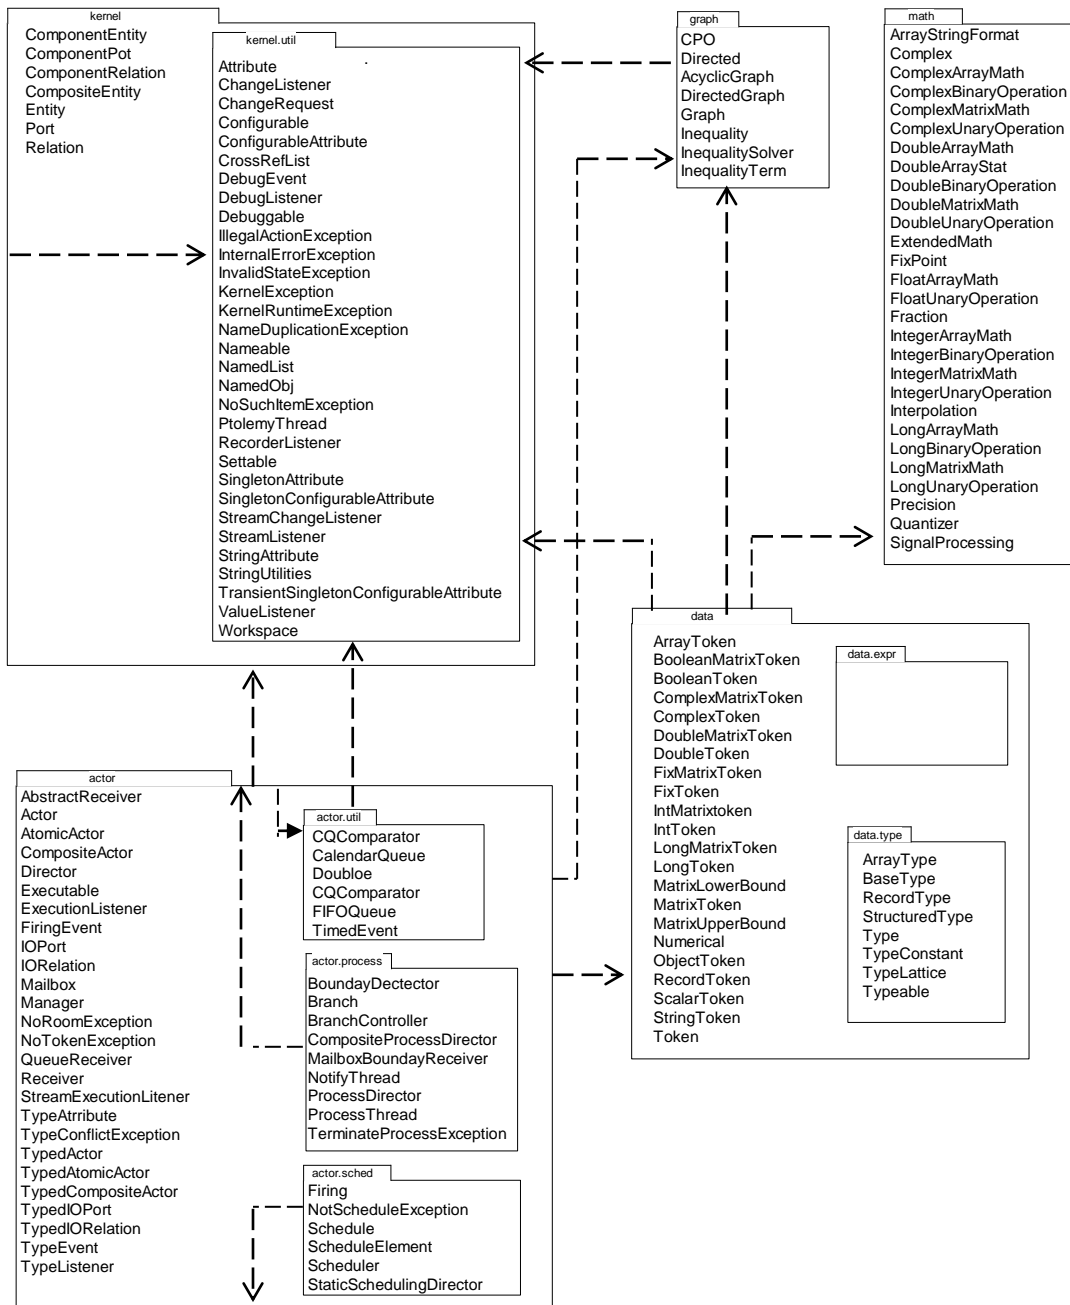 kernel
ComponentEntity
ComponentPot
ComponentRelation
CompositeEntity
Entity
Port
Relation
kernel.util
Attribute
ChangeListener
ChangeRequest
Configurable
ConfigurableAttribute
CrossRefList
DebugEvent
DebugListener
Debuggable
IllegalActionException
InternalErrorException
InvalidStateException
KernelException
KernelRuntimeException
NameDuplicationException
Nameable
NamedList
NamedObj
NoSuchItemException
PtolemyThread
RecorderListener
Settable
SingletonAttribute
SingletonConfigurableAttribute
StreamChangeListener
StreamListener
StringAttribute
StringUtilities
TransientSingletonConfigurableAttribute
ValueListener
Workspace
graph
CPO
Directed
AcyclicGraph
DirectedGraph
Graph
Inequality
InequalitySolver
InequalityTerm
math
ArrayStringFormat
Complex
ComplexArrayMath
ComplexBinaryOperation
ComplexMatrixMath
ComplexUnaryOperation
DoubleArrayMath
DoubleArrayStat
DoubleBinaryOperation
DoubleMatrixMath
DoubleUnaryOperation
ExtendedMath
FixPoint
FloatArrayMath
FloatUnaryOperation
Fraction
IntegerArrayMath
IntegerBinaryOperation
IntegerMatrixMath
IntegerUnaryOperation
Interpolation
LongArrayMath
LongBinaryOperation
LongMatrixMath
LongUnaryOperation
Precision
Quantizer
SignalProcessing
data
ArrayToken
BooleanMatrixToken
BooleanToken
ComplexMatrixToken
ComplexToken
DoubleMatrixToken
DoubleToken
FixMatrixToken
FixToken
IntMatrixtoken
IntToken
LongMatrixToken
LongToken
MatrixLowerBound
MatrixToken
MatrixUpperBound
Numerical
ObjectToken
RecordToken
ScalarToken
StringToken
Token
data.expr
data.type
ArrayType
BaseType
RecordType
StructuredType
Type
TypeConstant
TypeLattice
Typeable
actor
AbstractReceiver
Actor
AtomicActor
CompositeActor
Director
Executable
ExecutionListener
FiringEvent
IOPort
IORelation
Mailbox
Manager
NoRoomException
NoTokenException
QueueReceiver
Receiver
StreamExecutionLitener
TypeAtrribute
TypeConflictException
TypedActor
TypedAtomicActor
TypedCompositeActor
TypedIOPort
TypedIORelation
TypeEvent
TypeListener
actor.util
CQComparator
CalendarQueue
Doubloe
CQComparator
FIFOQueue
TimedEvent
actor.process
BoundayDectector
Branch
BranchController
CompositeProcessDirector
MailboxBoundayReceiver
NotifyThread
ProcessDirector
ProcessThread
TerminateProcessException
actor.sched
Firing
NotScheduleException
Schedule
ScheduleElement
Scheduler
StaticSchedulingDirector